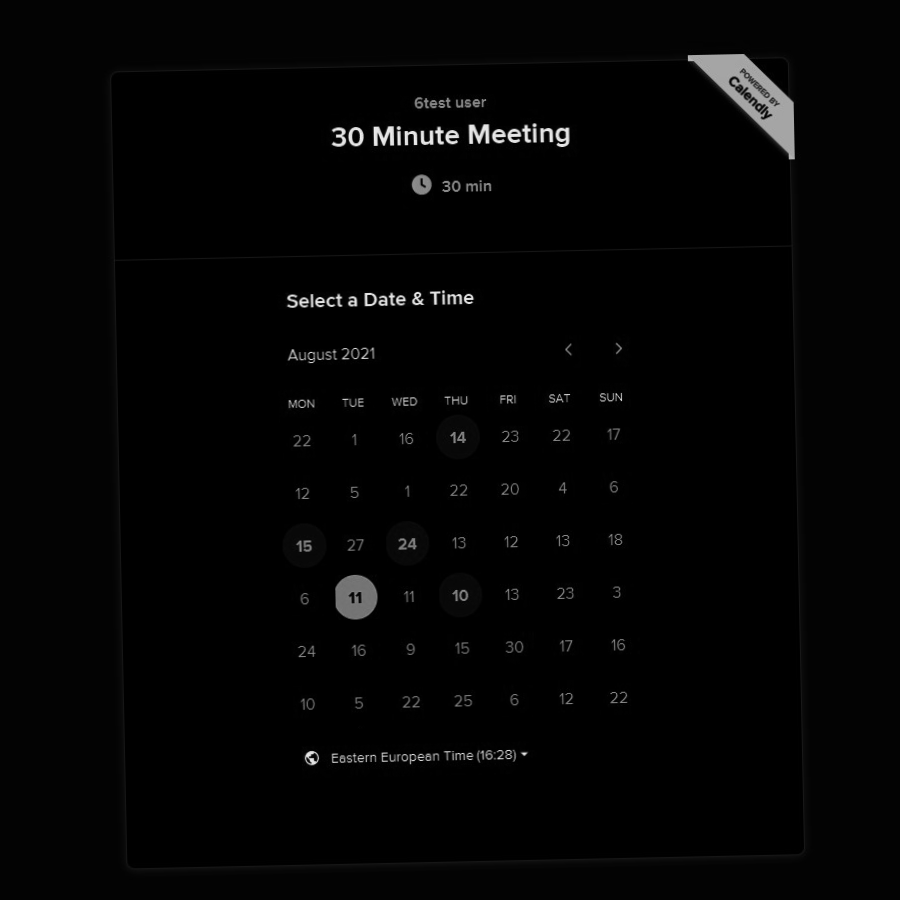 POWERED BY
Calendly
6test user
30 Minute Meeting
30 min
Select a Date & Time
August 2021
MON TUE WED THU FRI SAT SUN
22 1 16 14 23 22 17
12 5 1 22 20 4 6
15 27 24 13 12 13 18
6 11 11 10 13 23 3
24 16 9 15 30 17 16
10 5 22 25 6 12 22
Eastern European Time (16:28)